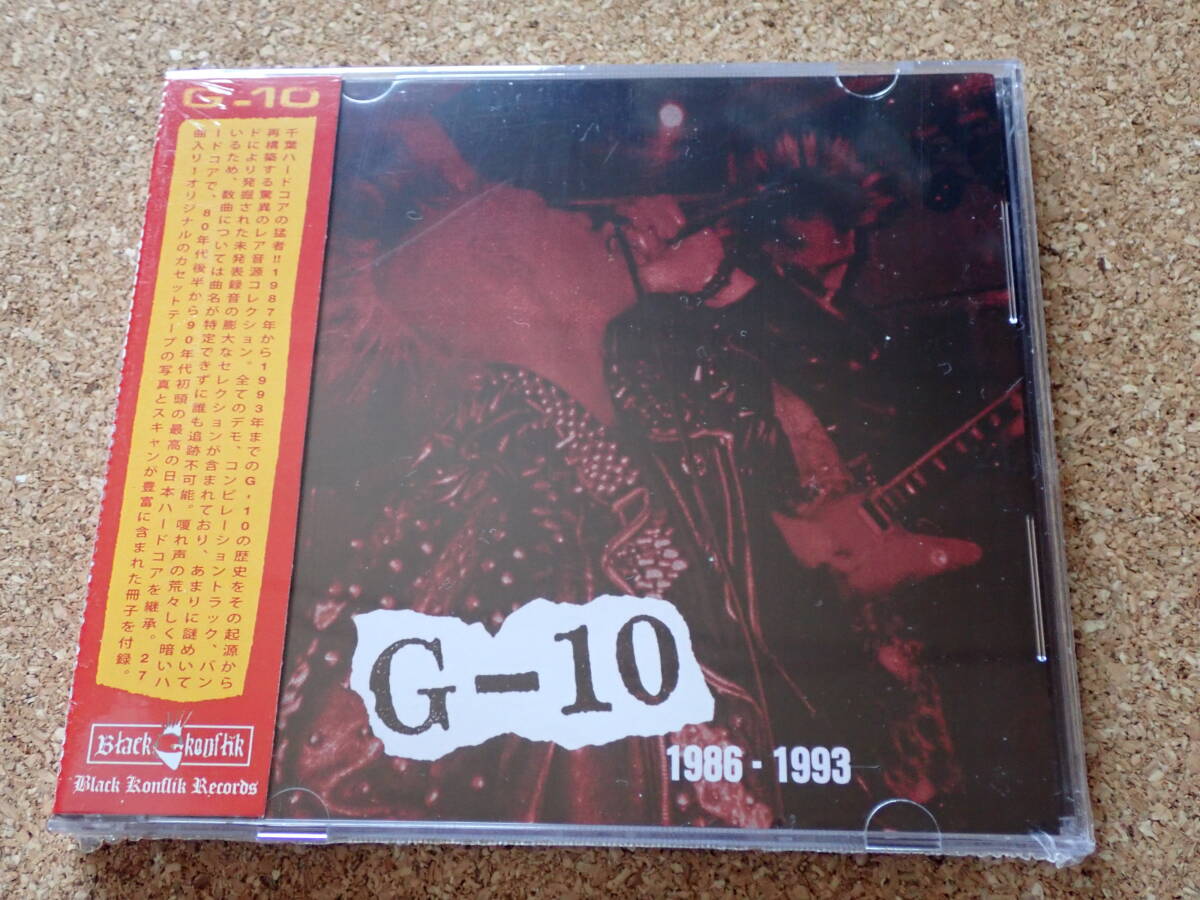 G-10
千葉ハードコアの猛者!!1987年から1993年までのG-10の歴史をその起源から
再構築する驚異のレア音源コレクション。全てのデモ、コンピレーショントラック、バン
ドにより発掘された未発表録音の膨大なセレクションが含まれており、あまりに謎めいて
いるため、数曲については曲名が特定できずに誰も追跡不可能。嗄れ声の荒々しく暗いハ
ードコアで、80年代後半から90年代初頭の最高の日本ハードコアを継承。27
曲入り!オリジナルのカセットテープの写真とスキャンが豊富に含まれた冊子を付録。
Black Konflik
Black Konflik Records
G-10
1986 - 1993